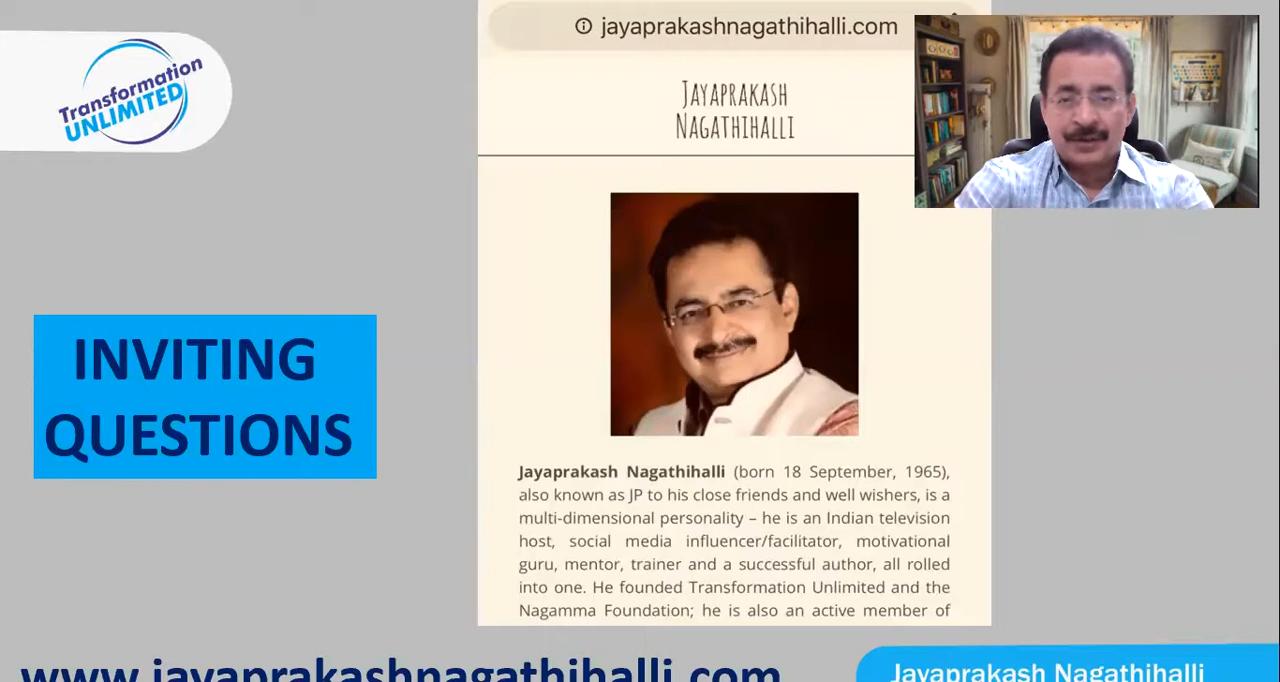 Transformation
UNLIMITED
jayaprakashnagathihalli.com
JAYAPRAKASH
NAGATHIHALLI
INVITING
QUESTIONS
Jayaprakash Nagathihalli (born 18 September, 1965),
also known as JP to his close friends and well wishers, is a
multi-dimensional personality – he is an Indian television
host, social media influencer/facilitator, motivational
guru, mentor, trainer and a successful author, all rolled
into one. He founded Transformation Unlimited and the
Nagamma Foundation; he is also an active member of
www.jayaprakashnagathihalli.com
Jayaprakash Nagathihalli